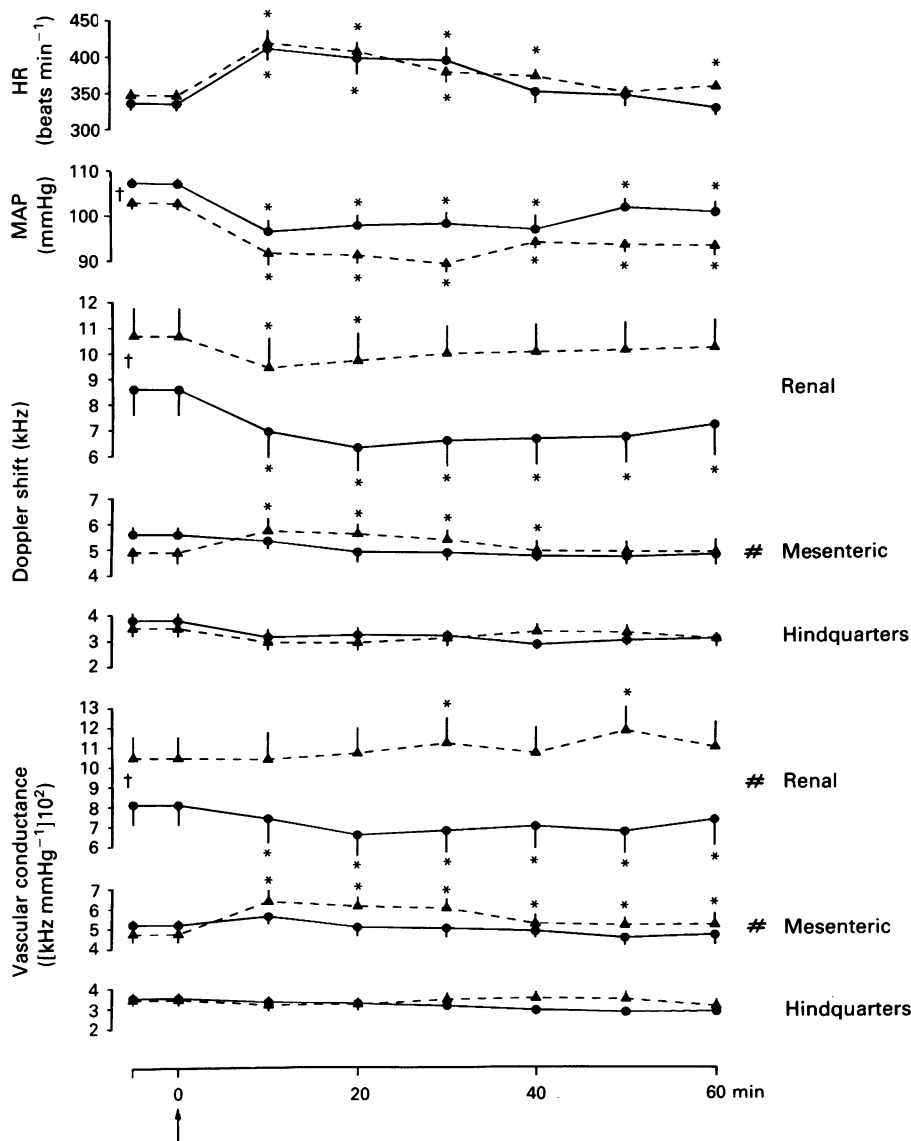 HR
(beats min⁻¹)
450
400
350
300
* * * * *
* * *
MAP
(mmHg)
110
100
90
†
* * * * * *
* * * * * *
Doppler shift (kHz)
12
11
10
9
8
7
6
†
* *
* * * * * *
Renal
7
6
5
4
* * * *
# Mesenteric
4
3
2
Hindquarters
Vascular conductance
([kHz mmHg⁻¹]10²)
13
12
11
10
9
8
7
6
†
* *
* * * * * *
# Renal
7
6
5
4
* * * * * *
# Mesenteric
4
3
2
Hindquarters
0 20 40 60 min